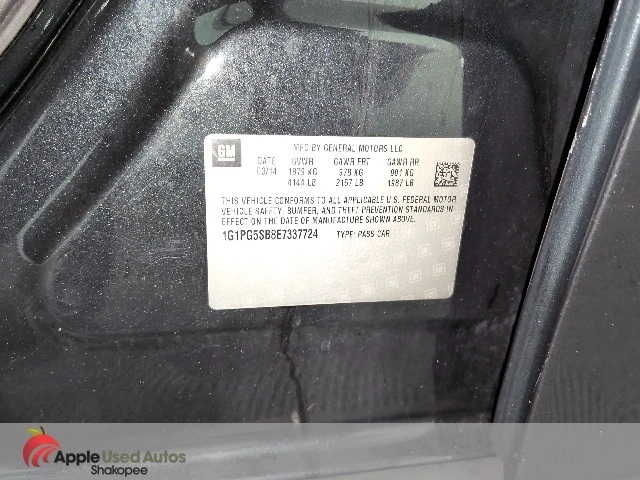 GM
MFD BY GENERAL MOTORS LLC
DATE GVWR GAWR FRT GAWR RR
03/14 1879 KG 979 KG 901 KG
4144 LB 2157 LB 1987 LB
THIS VEHICLE CONFORMS TO ALL APPLICABLE U.S. FEDERAL MOTOR
VEHICLE SAFETY, BUMPER, AND THEFT PREVENTION STANDARDS IN
EFFECT ON THE DATE OF MANUFACTURE SHOWN ABOVE.
1G1PG5SB8E7337724 TYPE: PASS CAR
Apple Used Autos
Shakopee